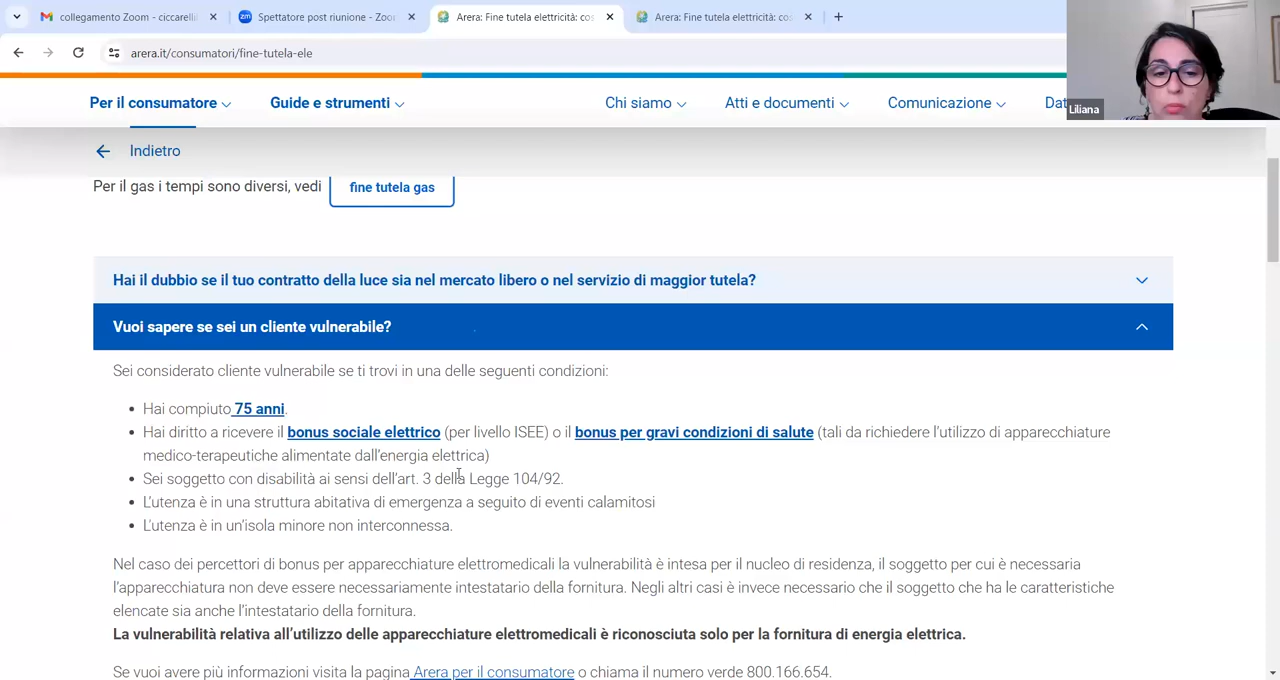 collegamento Zoom - ciccarelli
Spettatore post riunione - Zoom
Arera: Fine tutela elettricità: cos
Arera: Fine tutela elettricità: cos
arera.it/consumatori/fine-tutela-ele
Per il consumatore
Guide e strumenti
Chi siamo
Atti e documenti
Comunicazione
Dat
Liliana
Indietro
Per il gas i tempi sono diversi, vedi
fine tutela gas
Hai il dubbio se il tuo contratto della luce sia nel mercato libero o nel servizio di maggior tutela?
Vuoi sapere se sei un cliente vulnerabile?
Sei considerato cliente vulnerabile se ti trovi in una delle seguenti condizioni:
• Hai compiuto 75 anni.
• Hai diritto a ricevere il bonus sociale elettrico (per livello ISEE) o il bonus per gravi condizioni di salute (tali da richiedere l'utilizzo di apparecchiature
medico-terapeutiche alimentate dall'energia elettrica)
• Sei soggetto con disabilità ai sensi dell'art. 3 della Legge 104/92.
• L'utenza è in una struttura abitativa di emergenza a seguito di eventi calamitosi
• L'utenza è in un'isola minore non interconnessa.
Nel caso dei percettori di bonus per apparecchiature elettromedicali la vulnerabilità è intesa per il nucleo di residenza, il soggetto per cui è necessaria
l'apparecchiatura non deve essere necessariamente intestatario della fornitura. Negli altri casi è invece necessario che il soggetto che ha le caratteristiche
elencate sia anche l'intestatario della fornitura.
La vulnerabilità relativa all'utilizzo delle apparecchiature elettromedicali è riconosciuta solo per la fornitura di energia elettrica.
Se vuoi avere più informazioni visita la pagina Arera per il consumatore o chiama il numero verde 800.166.654.